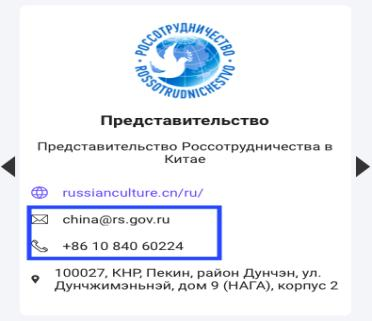 РОССОТРУДНИЧЕСТВО
ROSSOTRUDNICHESTVO
Представительство
Представительство Россотрудничества в
Китае
russianculture.cn/ru/
china@rs.gov.ru
+86 10 840 60224
100027, КНР, Пекин, район Дунчэн, ул.
Дунчжимэньнэй, дом 9 (НАГА), корпус 2